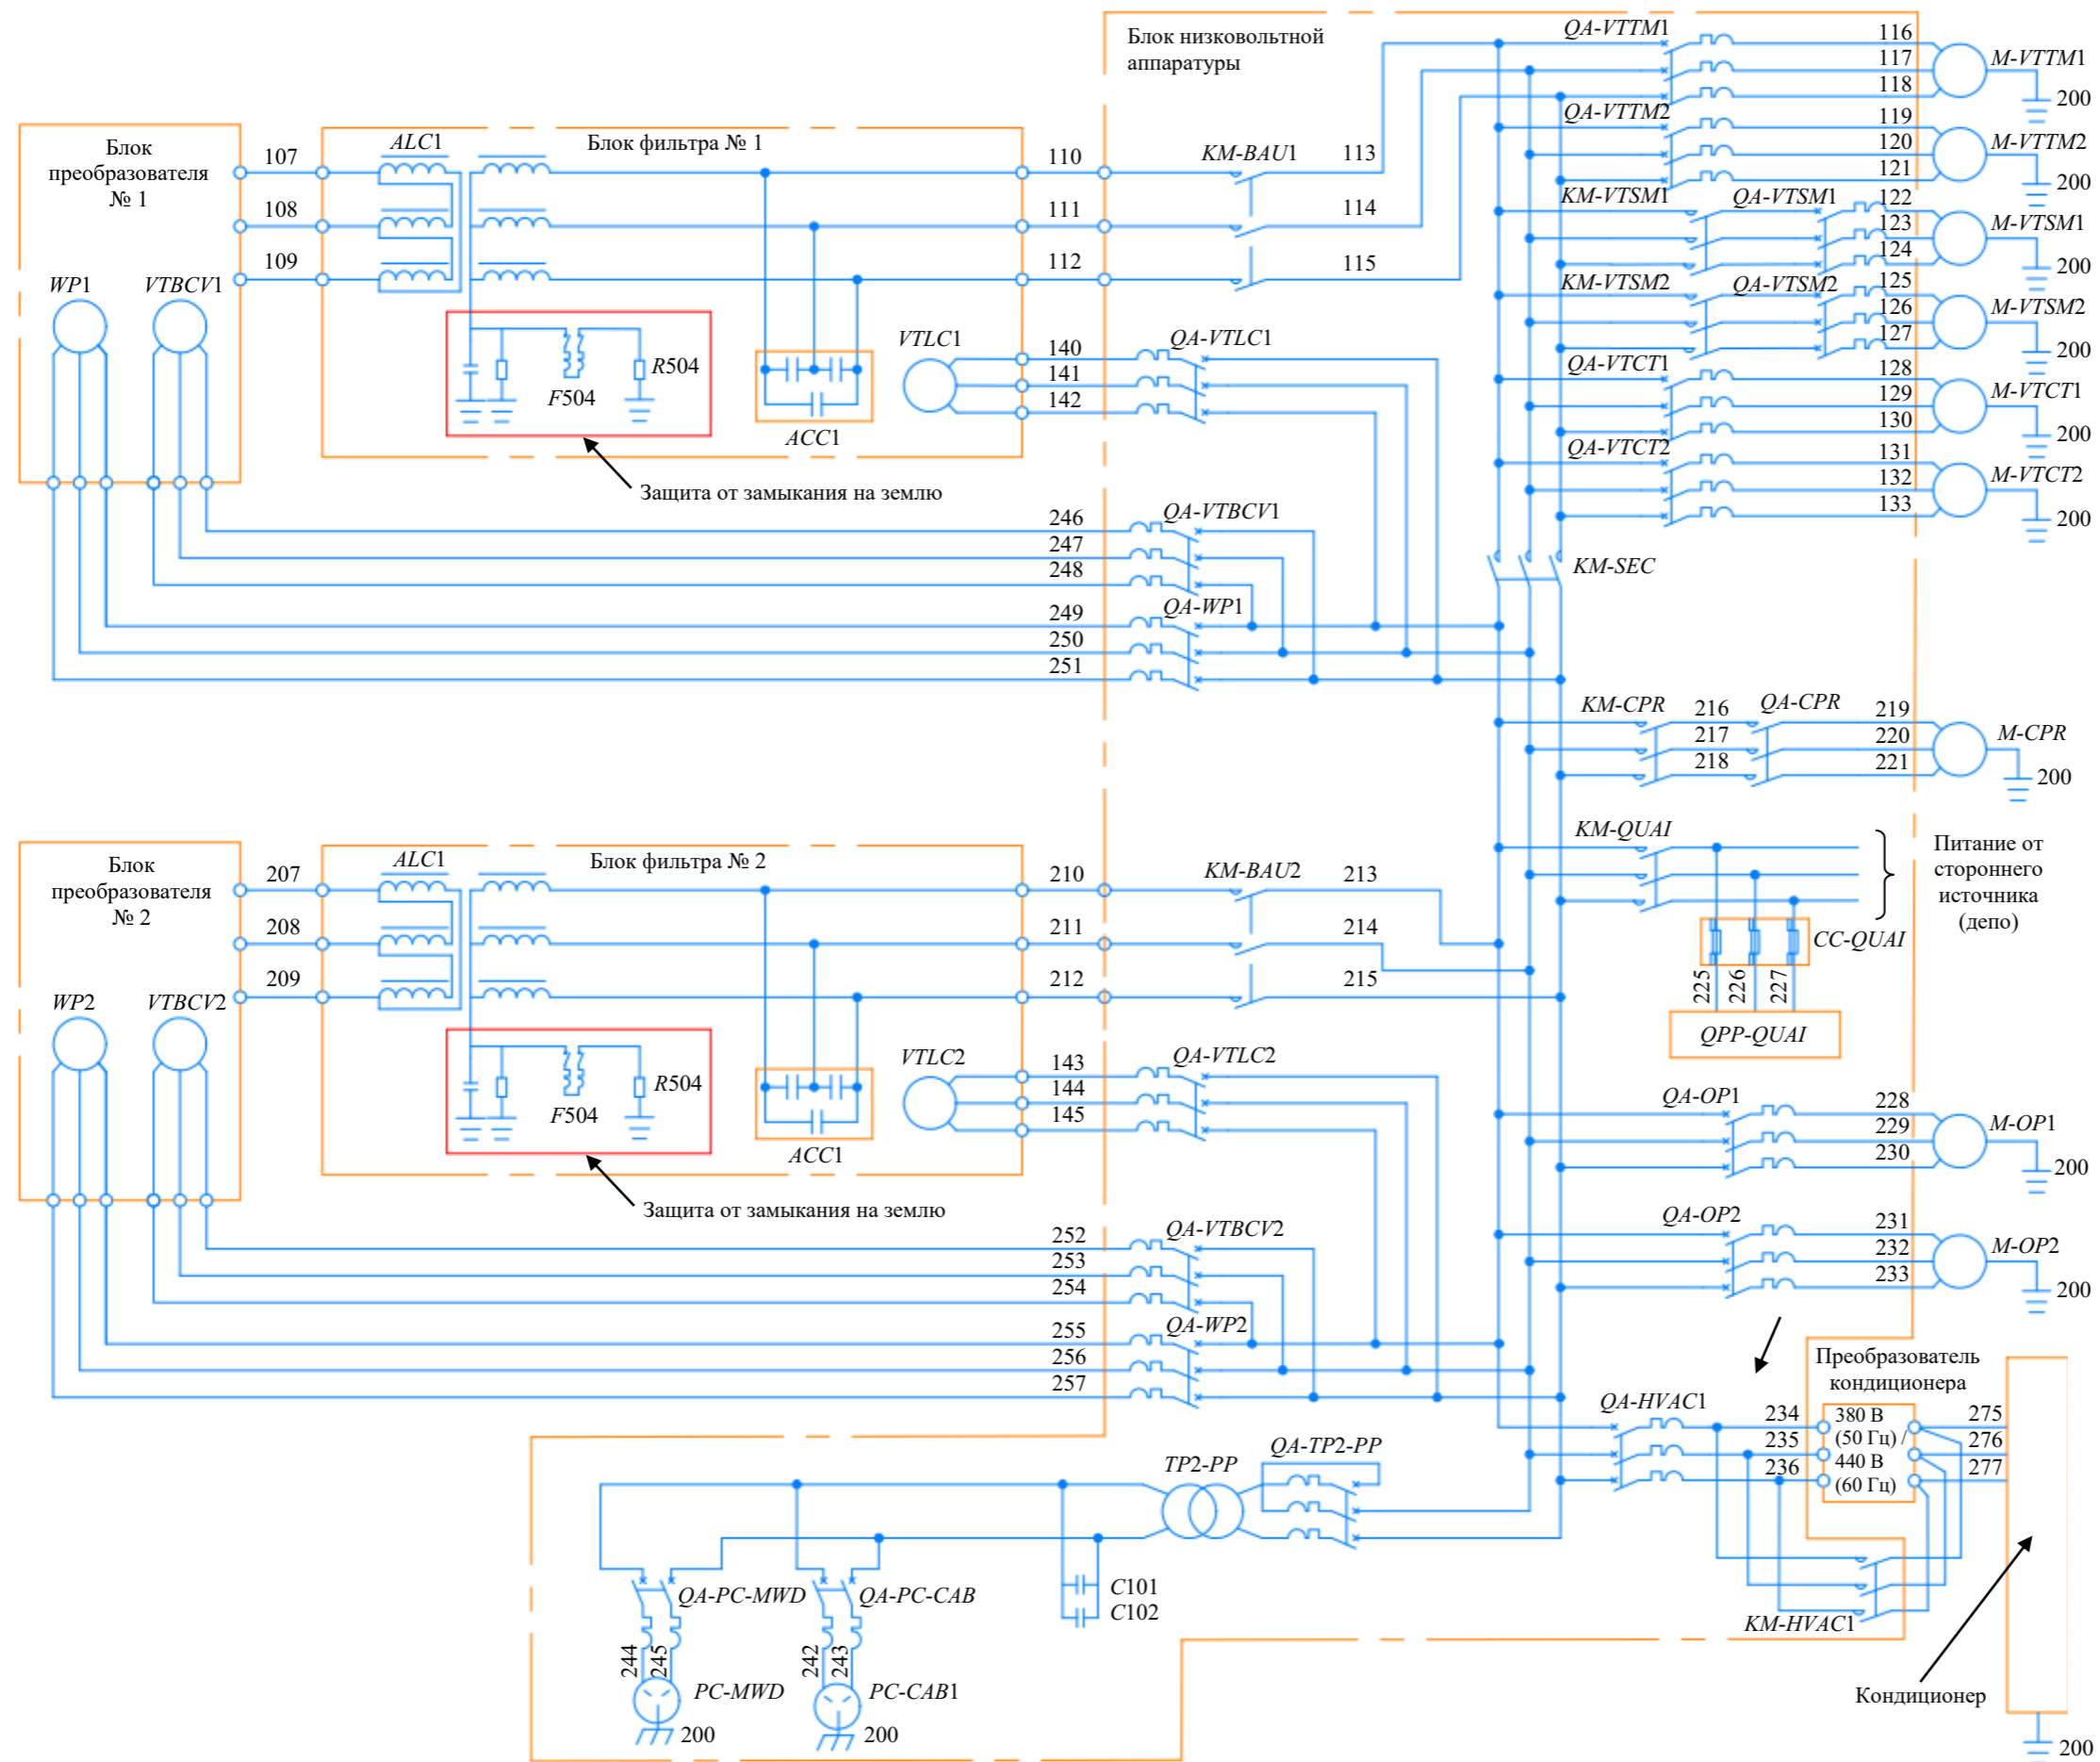 Блок
преобразователя
№ 1
WP1
VTBCV1
107
108
109
ALC1
Блок фильтра № 1
F504
R504
ACC1
VTLC1
Защита от замыкания на землю
110
111
112
140
141
142
Блок низковольтной
аппаратуры
KM-BAU1
113
114
115
QA-VTLC1
246
247
248
QA-VTBCV1
249
250
251
QA-WP1
QA-VTTM1
116
117
118
M-VTTM1
200
QA-VTTM2
119
120
121
M-VTTM2
200
KM-VTSM1
QA-VTSM1
122
123
124
M-VTSM1
200
KM-VTSM2
QA-VTSM2
125
126
127
M-VTSM2
200
QA-VTCT1
128
129
130
M-VTCT1
200
QA-VTCT2
131
132
133
M-VTCT2
200
KM-SEC
KM-CPR
216
217
218
QA-CPR
219
220
221
M-CPR
200
KM-QUAI
Питание от
стороннего
источника
(депо)
CC-QUAI
225
226
227
QPP-QUAI
Блок
преобразователя
№ 2
WP2
VTBCV2
207
208
209
ALC1
Блок фильтра № 2
F504
R504
ACC1
VTLC2
Защита от замыкания на землю
210
211
212
143
144
145
KM-BAU2
213
214
215
QA-VTLC2
252
253
254
QA-VTBCV2
255
256
257
QA-WP2
QA-OP1
228
229
230
M-OP1
200
QA-OP2
231
232
233
M-OP2
200
Преобразователь
кондиционера
QA-HVAC1
234
235
236
380 В
(50 Гц) /
440 В
(60 Гц)
275
276
277
KM-HVAC1
Кондиционер
200
TP2-PP
QA-TP2-PP
C101
C102
QA-PC-MWD
QA-PC-CAB
244
245
242
243
PC-MWD
200
PC-CAB1
200